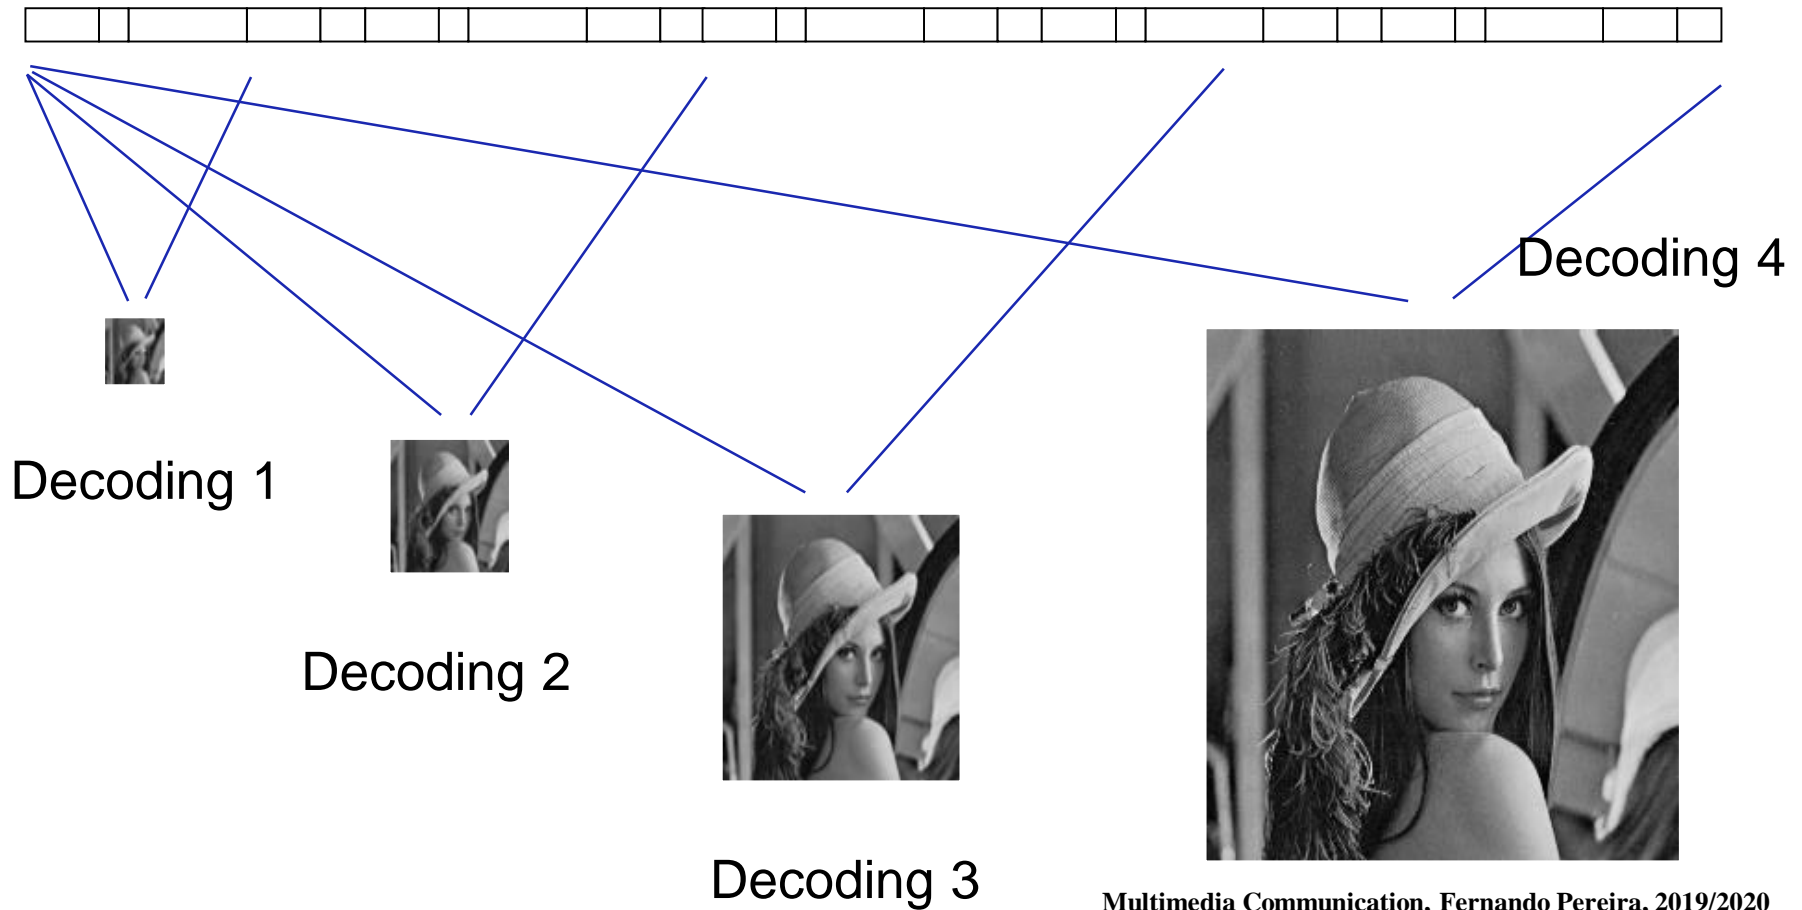 Decoding 4
Decoding 1
Decoding 2
Decoding 3
Multimedia Communication, Fernando Pereira, 2019/2020